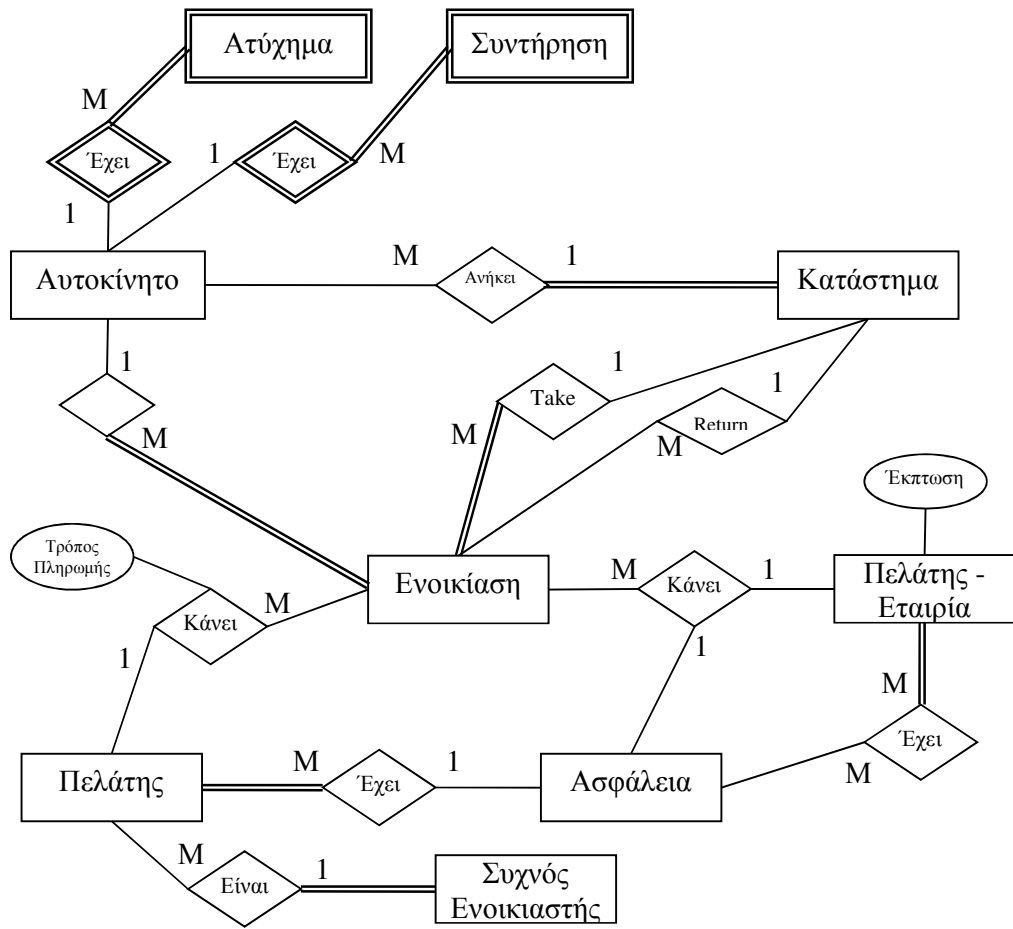 Ατύχημα
Συντήρηση
M
1
M
Έχει
Έχει
1
Αυτοκίνητο
M
Ανήκει
1
Κατάστημα
1
M
Take
1
M
Return
1
M
Έκπτωση
Τρόπος
Πληρωμής
Ενοικίαση
M
Κάνει
1
Πελάτης -
Εταιρία
Κάνει
M
1
1
M
Έχει
M
Πελάτης
M
Έχει
1
Ασφάλεια
M
Είναι
1
Συχνός
Ενοικιαστής